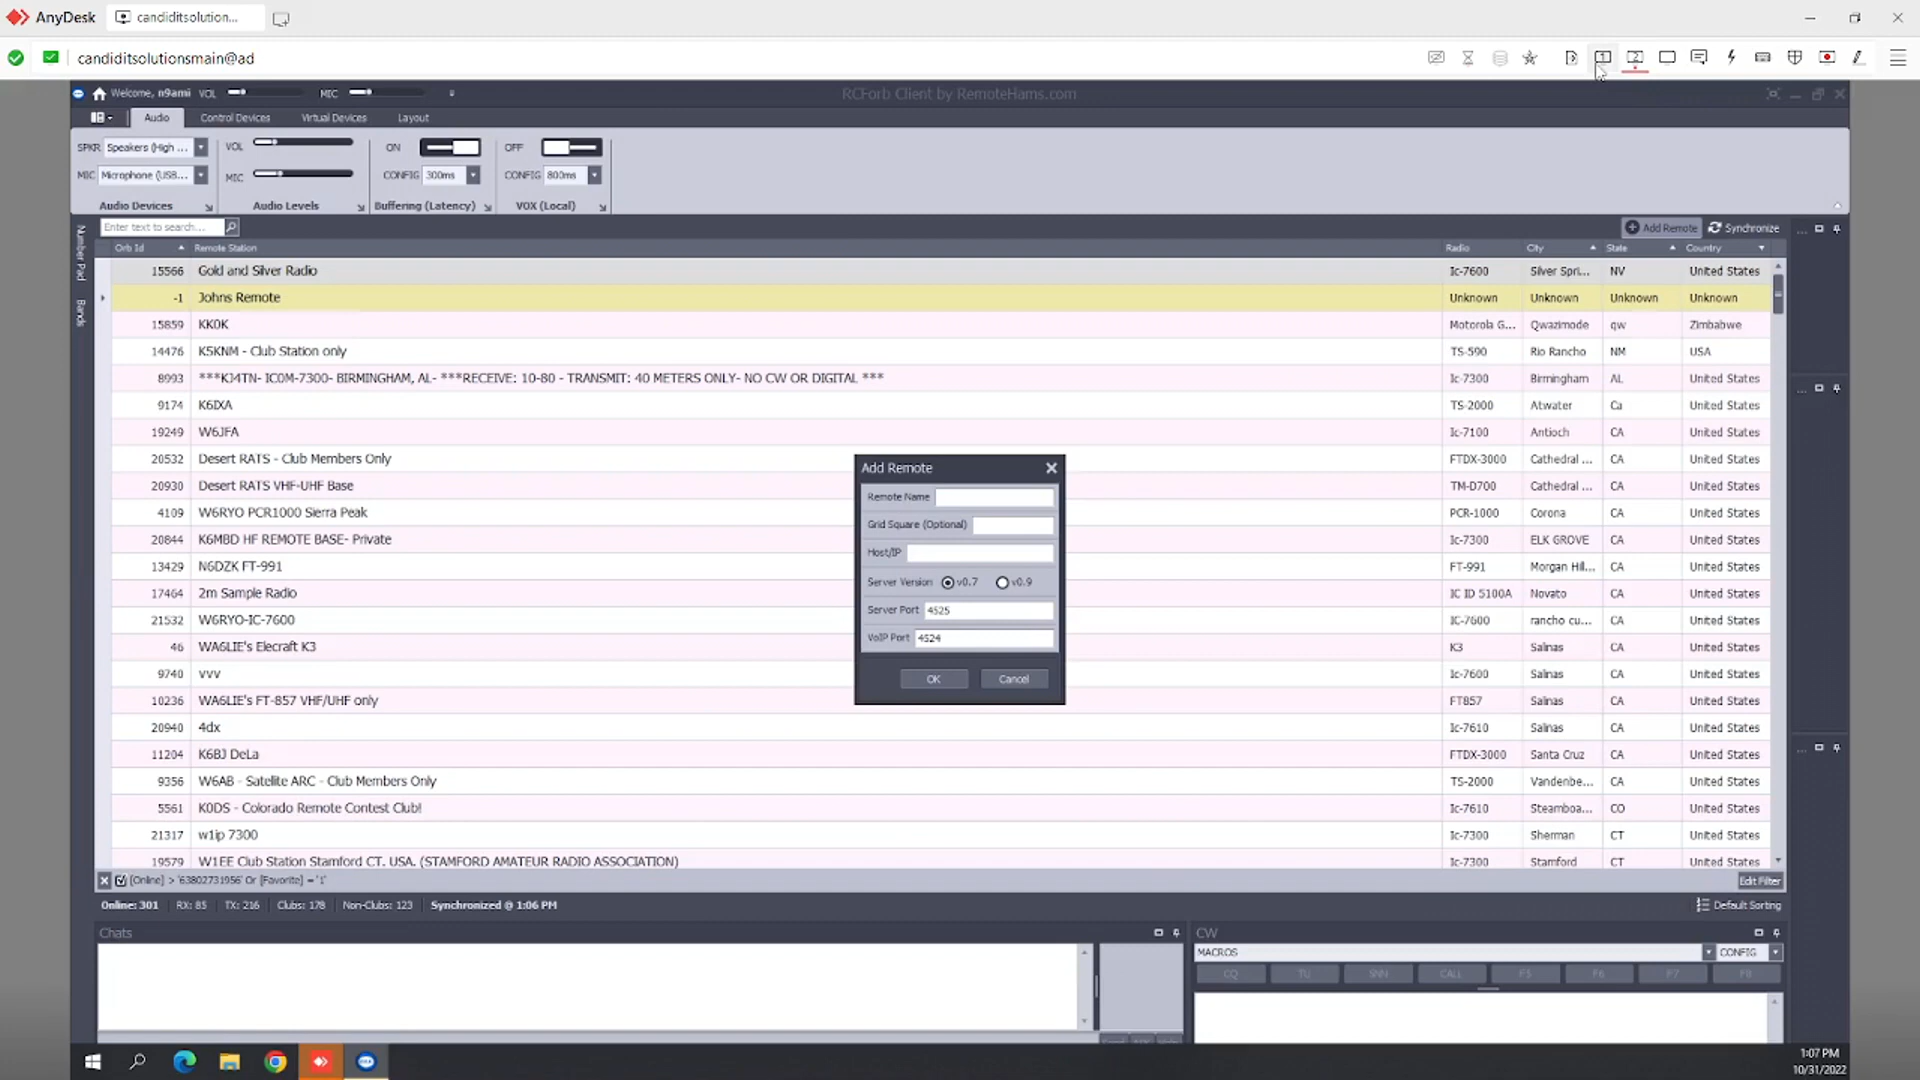 AnyDesk
candiditsolution...
candiditsolutionsmain@ad
Welcome, n9ami VOL MIC
RCForb Client by RemoteHams.com
Audio Control Devices Virtual Devices Layout
SPKR Speakers (High ... VOL ON OFF
MIC Microphone (USB... MIC CONFIG 300ms CONFIG 800ms
Audio Devices Audio Levels Buffering (Latency) VOX (Local)
Number Pad
Bands
Enter text to search... Add Remote Synchronize
Orb Id Remote Station Radio City State Country
15566 Gold and Silver Radio Ic-7600 Silver Spri... NV United States
-1 Johns Remote Unknown Unknown Unknown Unknown
15859 KK0K Motorola G... Qwazimode qw Zimbabwe
14476 K5KNM - Club Station only TS-590 Rio Rancho NM USA
8993 ***KJ4TN- ICOM-7300- BIRMINGHAM, AL- ***RECEIVE: 10-80 - TRANSMIT: 40 METERS ONLY- NO CW OR DIGITAL *** Ic-7300 Birmingham AL United States
9174 K6IXA TS-2000 Atwater Ca United States
19249 W6JFA Ic-7100 Antioch CA United States
20532 Desert RATS - Club Members Only FTDX-3000 Cathedral ... CA United States
20930 Desert RATS VHF-UHF Base TM-D700 Cathedral ... CA United States
4109 W6RYO PCR1000 Sierra Peak PCR-1000 Corona CA United States
20844 K6MBD HF REMOTE BASE- Private Ic-7300 ELK GROVE CA United States
13429 N6DZK FT-991 FT-991 Morgan Hil... CA United States
17464 2m Sample Radio IC ID 5100A Novato CA United States
21532 W6RYO-IC-7600 IC-7600 rancho cu... CA United States
46 WA6LIE's Elecraft K3 K3 Salinas CA United States
9740 vvv Ic-7600 Salinas CA United States
10236 WA6LIE's FT-857 VHF/UHF only FT857 Salinas CA United States
20940 4dx Ic-7610 Salinas CA United States
11204 K6BJ DeLa FTDX-3000 Santa Cruz CA United States
9356 W6AB - Satellite ARC - Club Members Only TS-2000 Vandenbe... CA United States
5561 K0DS - Colorado Remote Contest Club! Ic-7610 Steamboa... CO United States
21317 w1ip 7300 Ic-7300 Sherman CT United States
19579 W1EE Club Station Stamford CT. USA. (STAMFORD AMATEUR RADIO ASSOCIATION) Ic-7300 Stamford CT United States
Add Remote
Remote Name
Grid Square (Optional)
Host/IP
Server Version v0.7 v0.9
Server Port 4525
VoIP Port 4524
OK Cancel
[Online] > '63802731956' Or [Favorite] = '1' Edit Filter
Online: 301 RX: 85 TX: 216 Clubs: 178 Non-Clubs: 123 Synchronized @ 1:06 PM Default Sorting
Chats CW
MACROS CONFIG
CQ TU 5NN CALL F5 F6 F7 F8
1:07 PM
10/31/2022